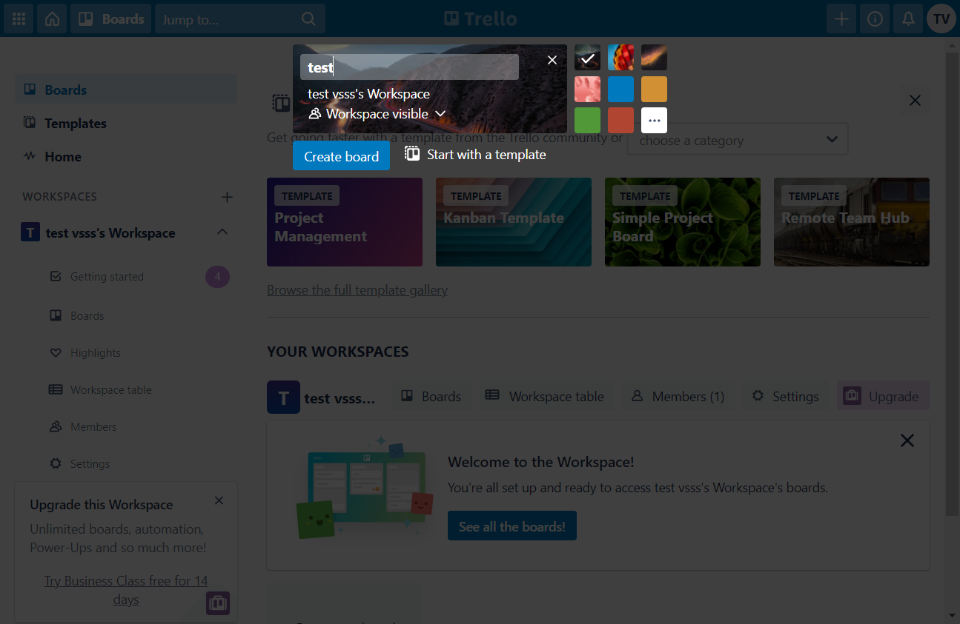 Boards
Jump to...
Trello
TV
test
test vsss's Workspace
Workspace visible
Create board
Start with a template
Boards
Templates
Home
WORKSPACES
T
test vsss's Workspace
Getting started
4
Boards
Highlights
Workspace table
Members
Settings
Upgrade this Workspace
Unlimited boards, automation,
Power-Ups and so much more!
Try Business Class free for 14
days
Get going faster with a template from the Trello community or
choose a category
TEMPLATE
Project
Management
TEMPLATE
Kanban Template
TEMPLATE
Simple Project
Board
TEMPLATE
Remote Team Hub
Browse the full template gallery
YOUR WORKSPACES
T
test vsss...
Boards
Workspace table
Members (1)
Settings
Upgrade
Welcome to the Workspace!
You're all set up and ready to access test vsss's Workspace's boards.
See all the boards!